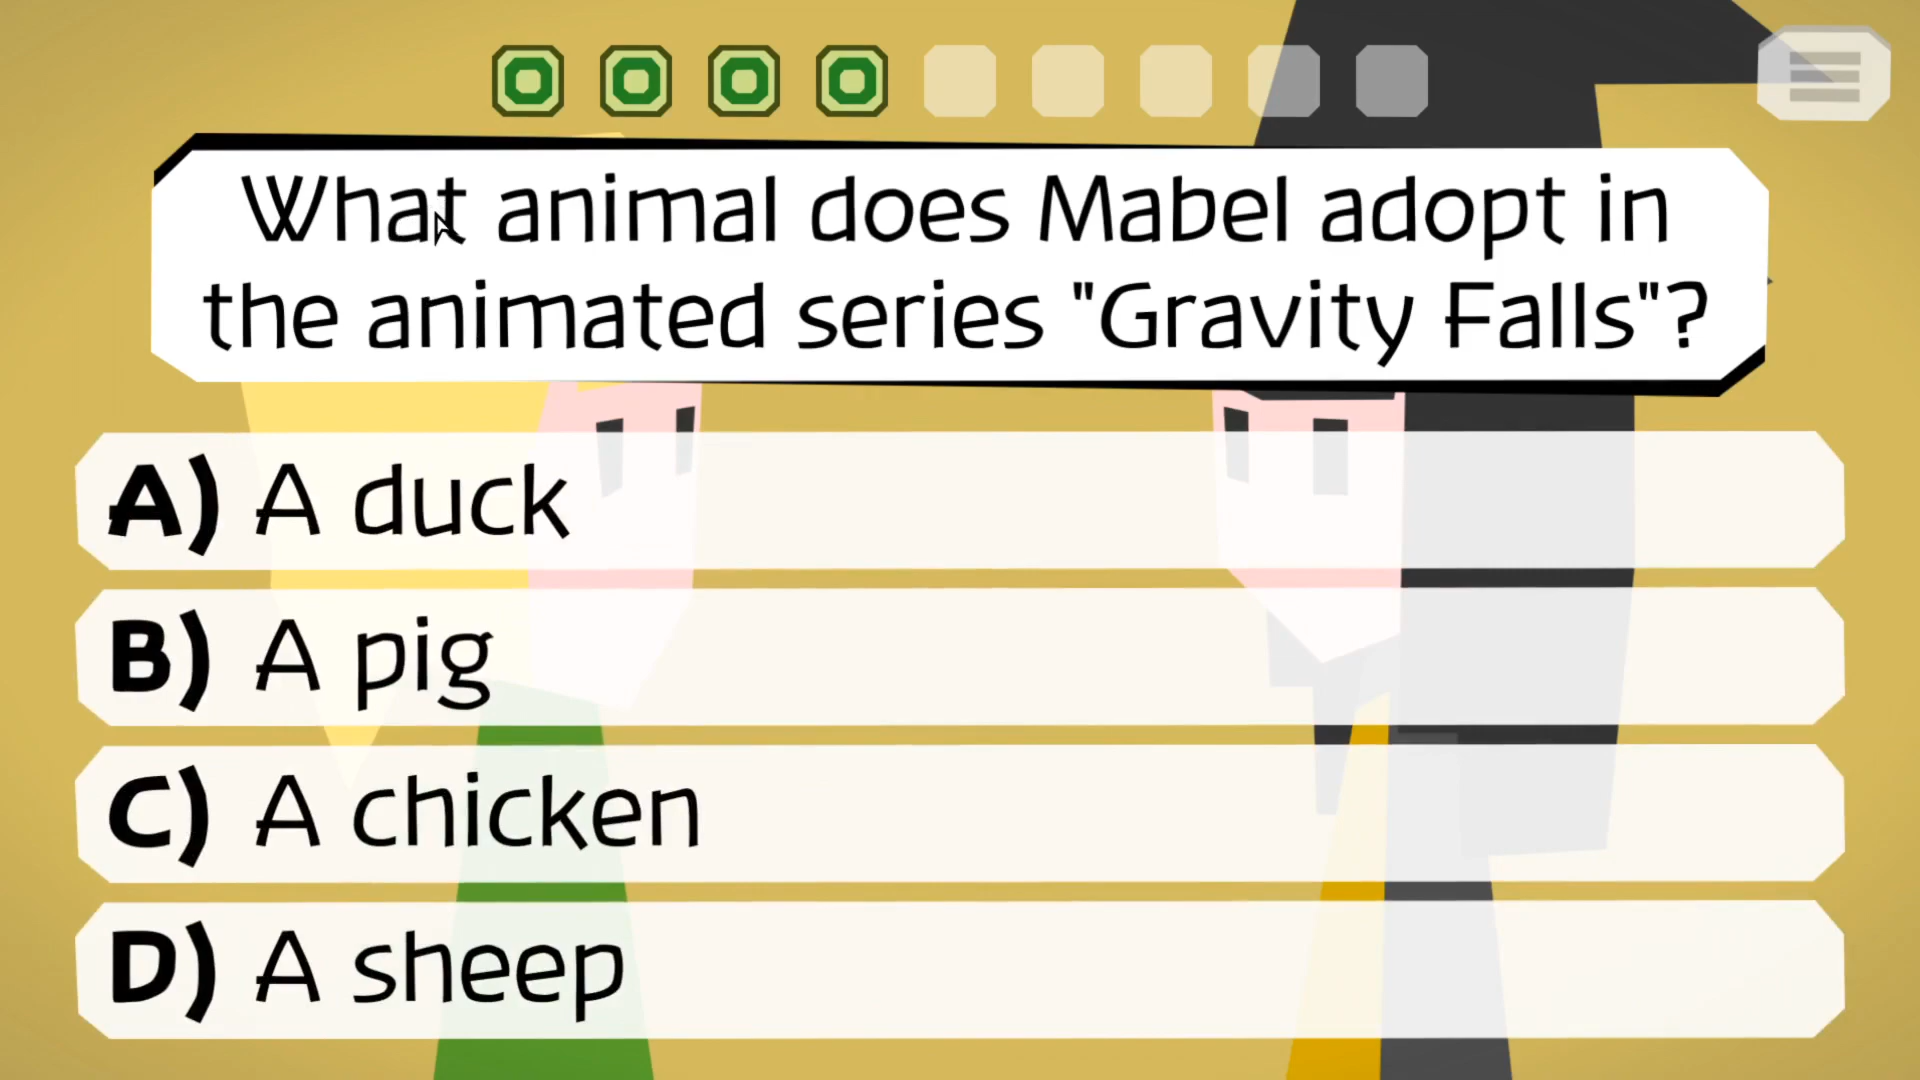 What animal does Mabel adopt in
the animated series "Gravity Falls"?
A) A duck
B) A pig
C) A chicken
D) A sheep